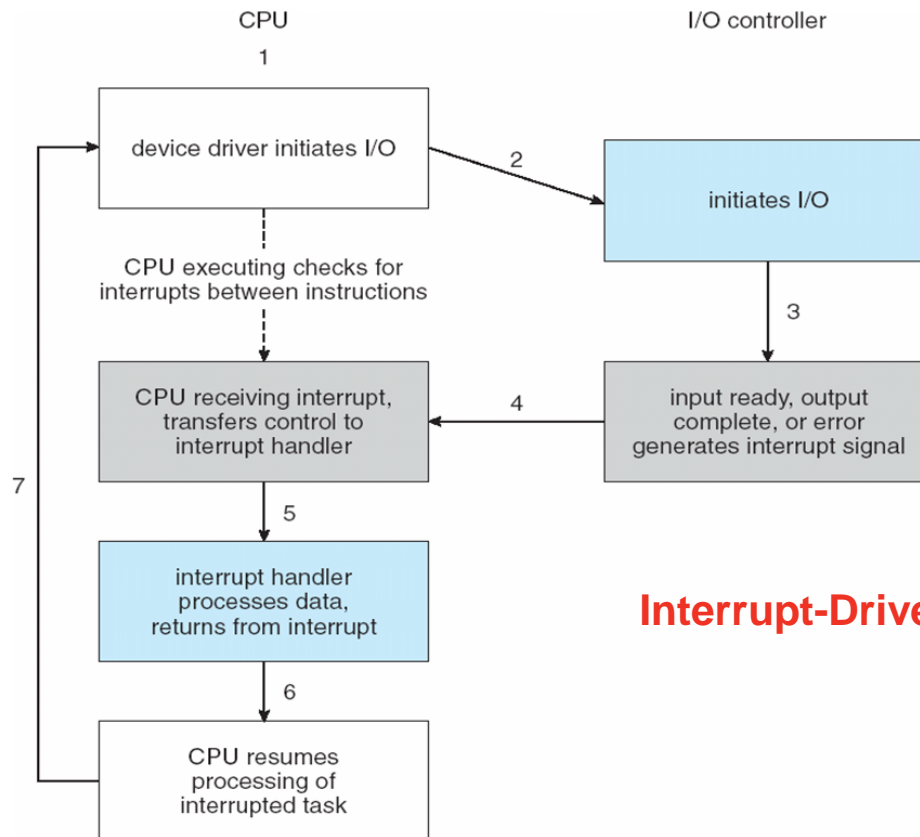 CPU
I/O controller
1
device driver initiates I/O
2
initiates I/O
CPU executing checks for
interrupts between instructions
3
CPU receiving interrupt,
transfers control to
interrupt handler
4
input ready, output
complete, or error
generates interrupt signal
7
5
interrupt handler
processes data,
returns from interrupt
Interrupt-Drive
6
CPU resumes
processing of
interrupted task